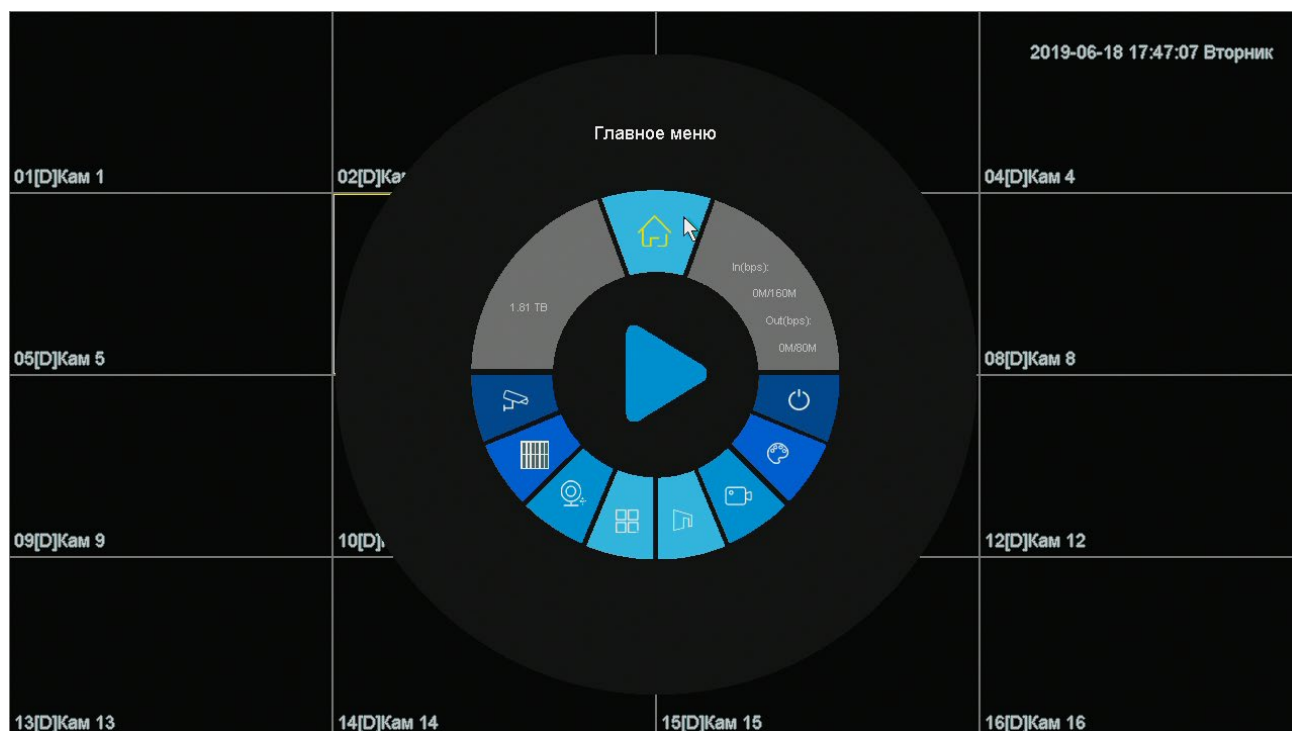 2019-06-18 17:47:07 Вторник
Главное меню
01[D]Кам 1
04[D]Кам 4
In(bps):
0M/160M
1.81 TB
Out(bps):
0M/80M
05[D]Кам 5
08[D]Кам 8
09[D]Кам 9
12[D]Кам 12
13[D]Кам 13
14[D]Кам 14
15[D]Кам 15
16[D]Кам 16